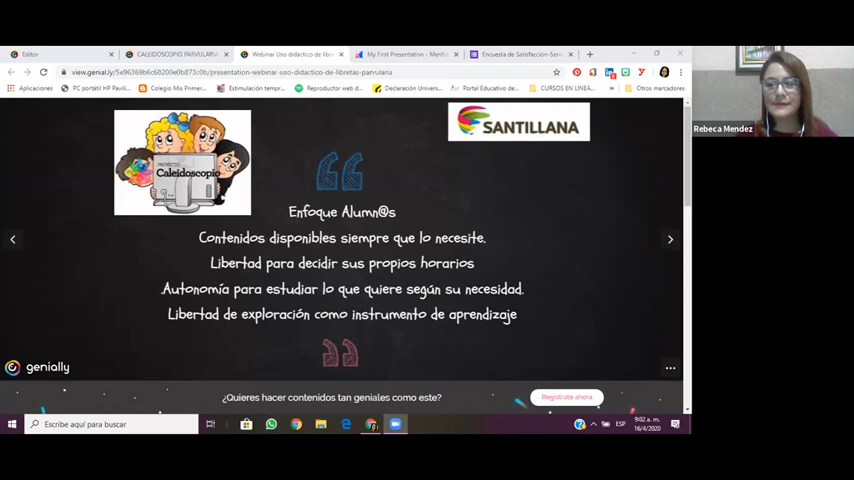 Editor
CALEIDOSCOPIO PARVULARIA
Webinar Uso didáctico de libre
My First Presentation - Menti
Encuesta de Satisfacción-Sem
view.genial.ly/5e96369b6c68200e0b873c0b/presentation-webinar-uso-didactico-de-libretas-parvularia
Aplicaciones
PC portátil HP Pavili...
Colegio Mis Primer...
Estimulación tempr...
Reproductor web d...
Declaración Univers...
Portal Educativo de...
CURSOS EN LINEA...
Otros marcadores
PROYECTO
Caleidoscopio
SANTILLANA
Rebeca Mendez
Enfoque Alumn@s
Contenidos disponibles siempre que lo necesite.
Libertad para decidir sus propios horarios
Autonomía para estudiar lo que quiere según su necesidad.
Libertad de exploración como instrumento de aprendizaje
genially
¿Quieres hacer contenidos tan geniales como este?
Regístrate ahora
Escribe aquí para buscar
ESP
9:02 a. m.
16/4/2020